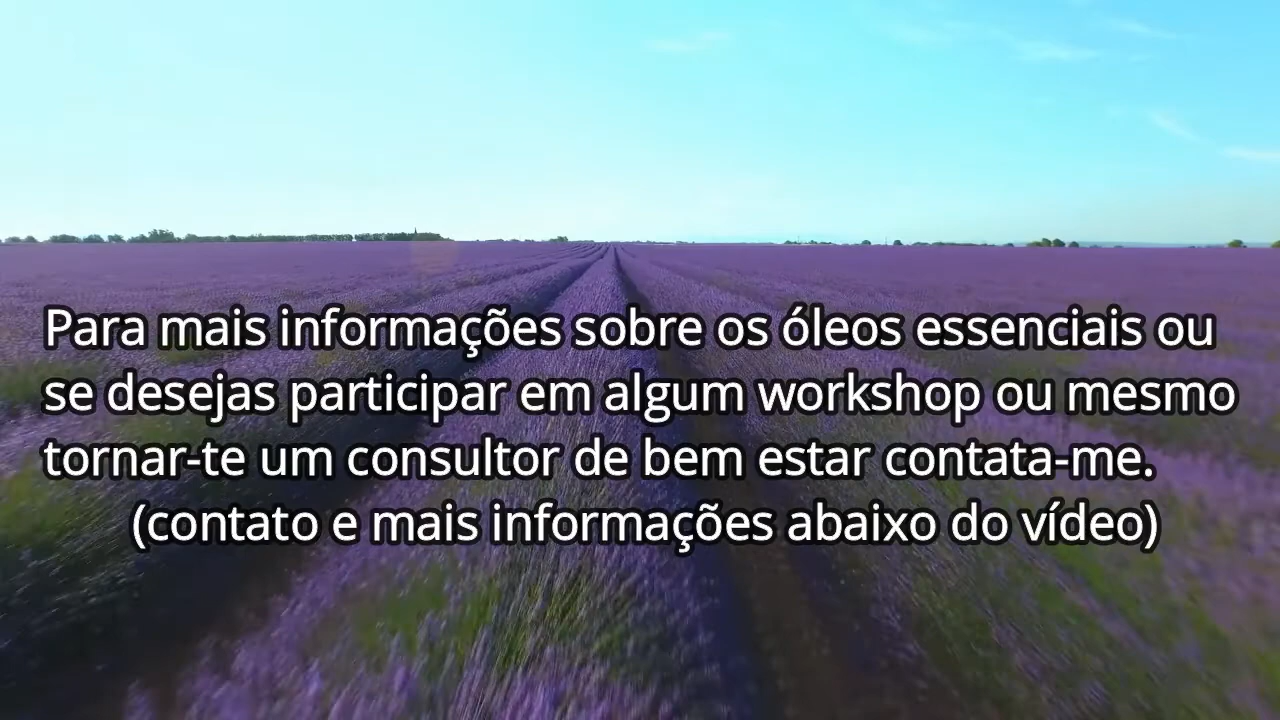 Para mais informações sobre os óleos essenciais ou
se desejas participar em algum workshop ou mesmo
tornar-te um consultor de bem estar contata-me.
(contato e mais informações abaixo do vídeo)